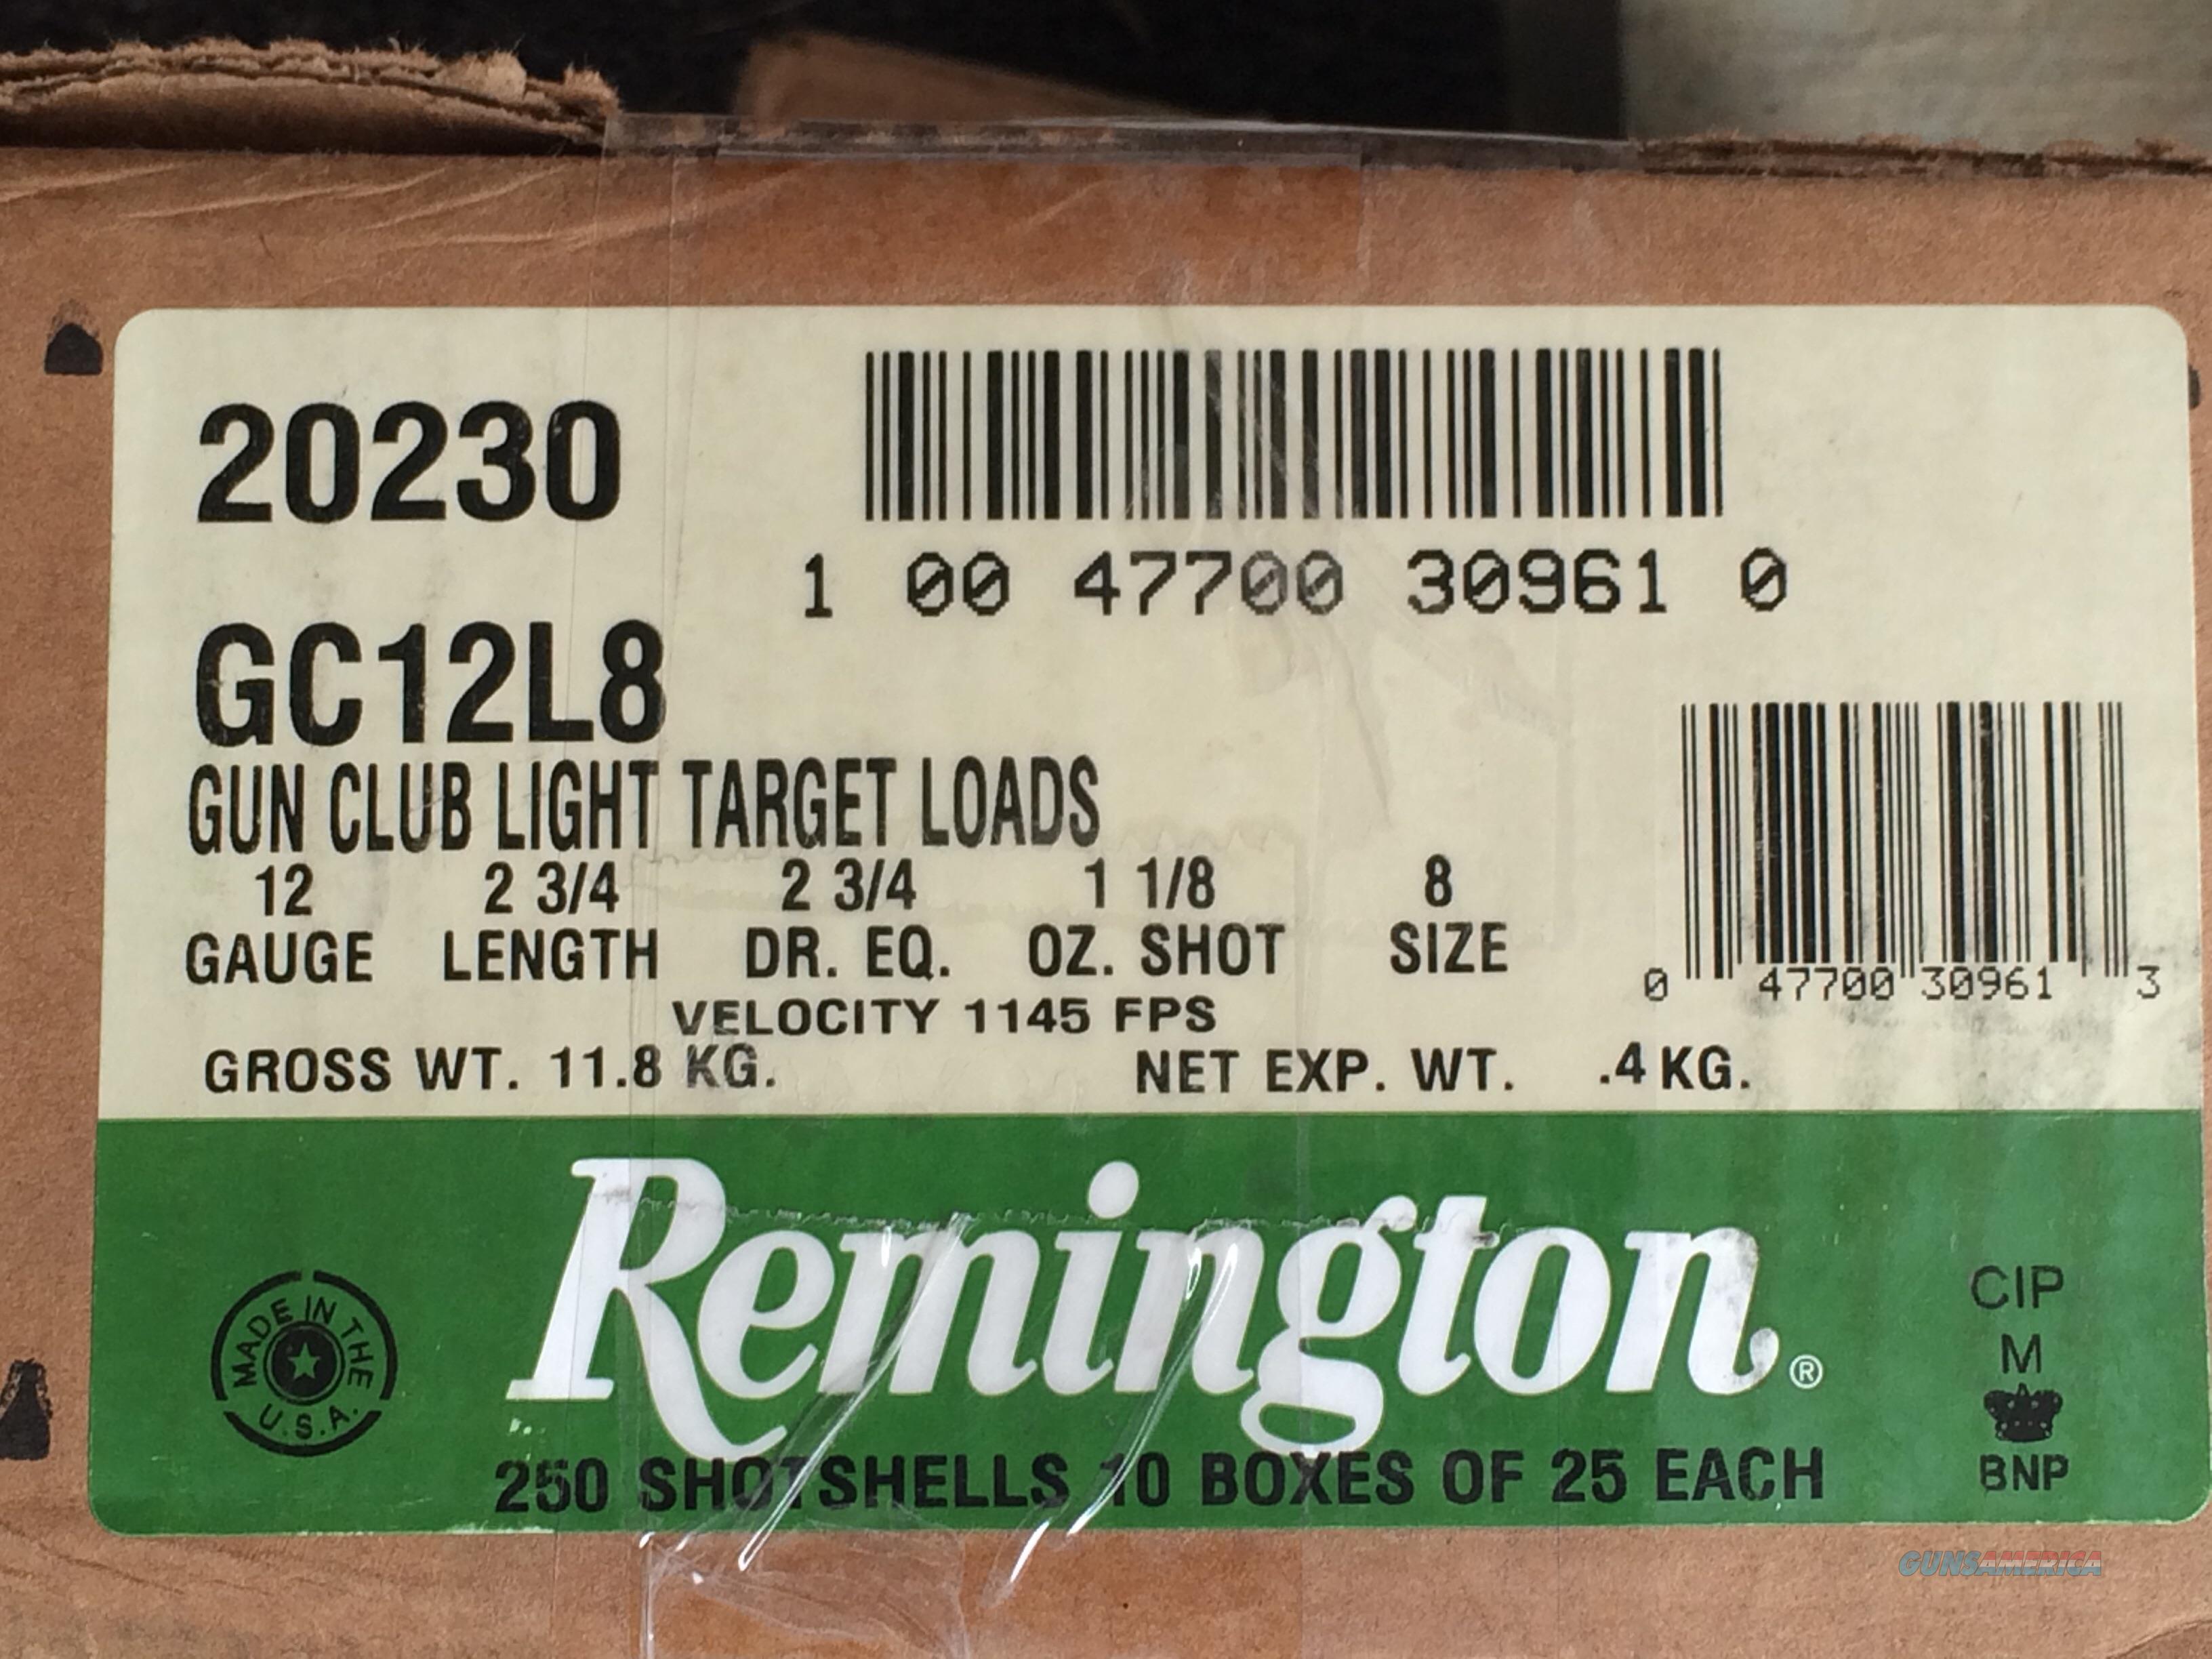 20230
1 00 47700 30961 0
GC12L8
GUN CLUB LIGHT TARGET LOADS
12 2 3/4 2 3/4 1 1/8 8
GAUGE LENGTH DR. EQ. OZ. SHOT SIZE
0 47700 30961 3
VELOCITY 1145 FPS
GROSS WT. 11.8 KG. NET EXP. WT. .4 KG.
Remington®
MADE IN THE U.S.A.
CIP
M
BNP
250 SHOTSHELLS 10 BOXES OF 25 EACH
GUNSAMERICA